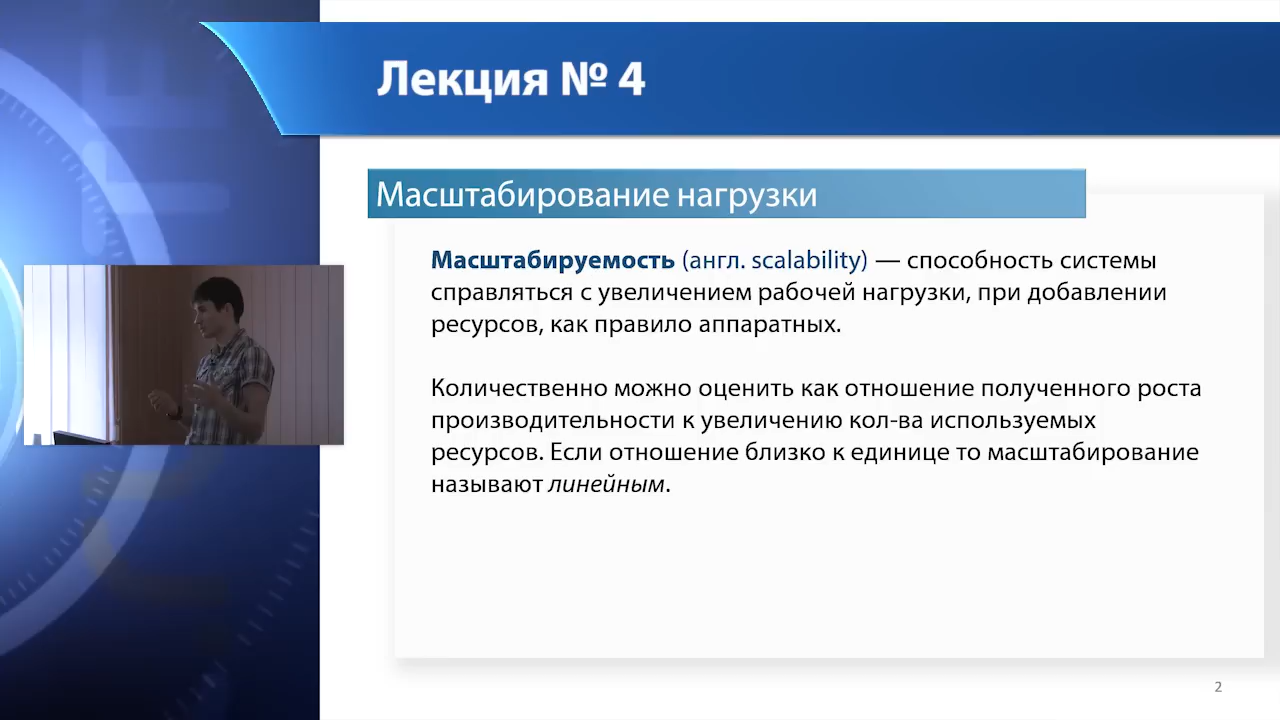 Лекция № 4
Масштабирование нагрузки
Масштабируемость (англ. scalability) — способность системы
справляться с увеличением рабочей нагрузки, при добавлении
ресурсов, как правило аппаратных.
Количественно можно оценить как отношение полученного роста
производительности к увеличению кол-ва используемых
ресурсов. Если отношение близко к единице то масштабирование
называют линейным.
2